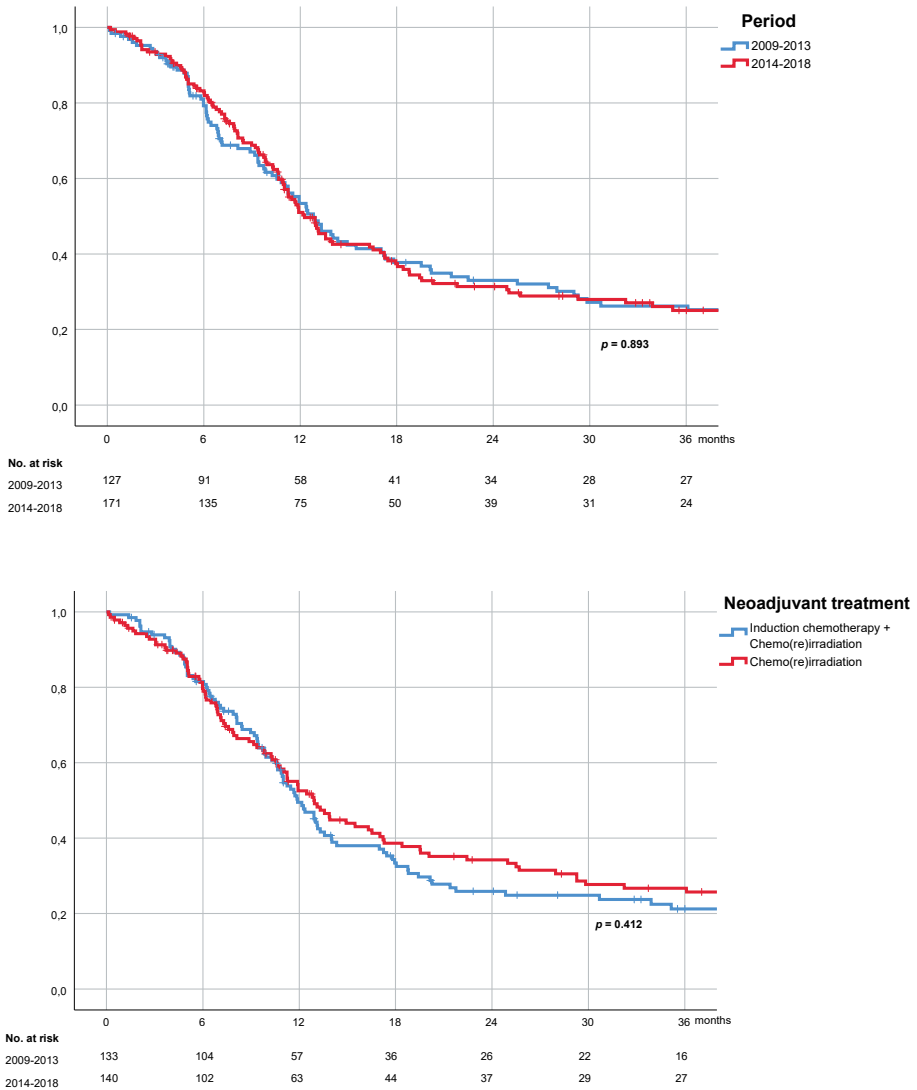 Period
2009-2013
2014-2018
1,0
0,8
0,6
0,4
0,2
0,0
p = 0.893
0 6 12 18 24 30 36 months
No. at risk
2009-2013 127 91 58 41 34 28 27
2014-2018 171 135 75 50 39 31 24
Neoadjuvant treatment
Induction chemotherapy +
Chemo(re)irradiation
Chemo(re)irradiation
1,0
0,8
0,6
0,4
0,2
0,0
p = 0.412
0 6 12 18 24 30 36 months
No. at risk
2009-2013 133 104 57 36 26 22 16
2014-2018 140 102 63 44 37 29 27